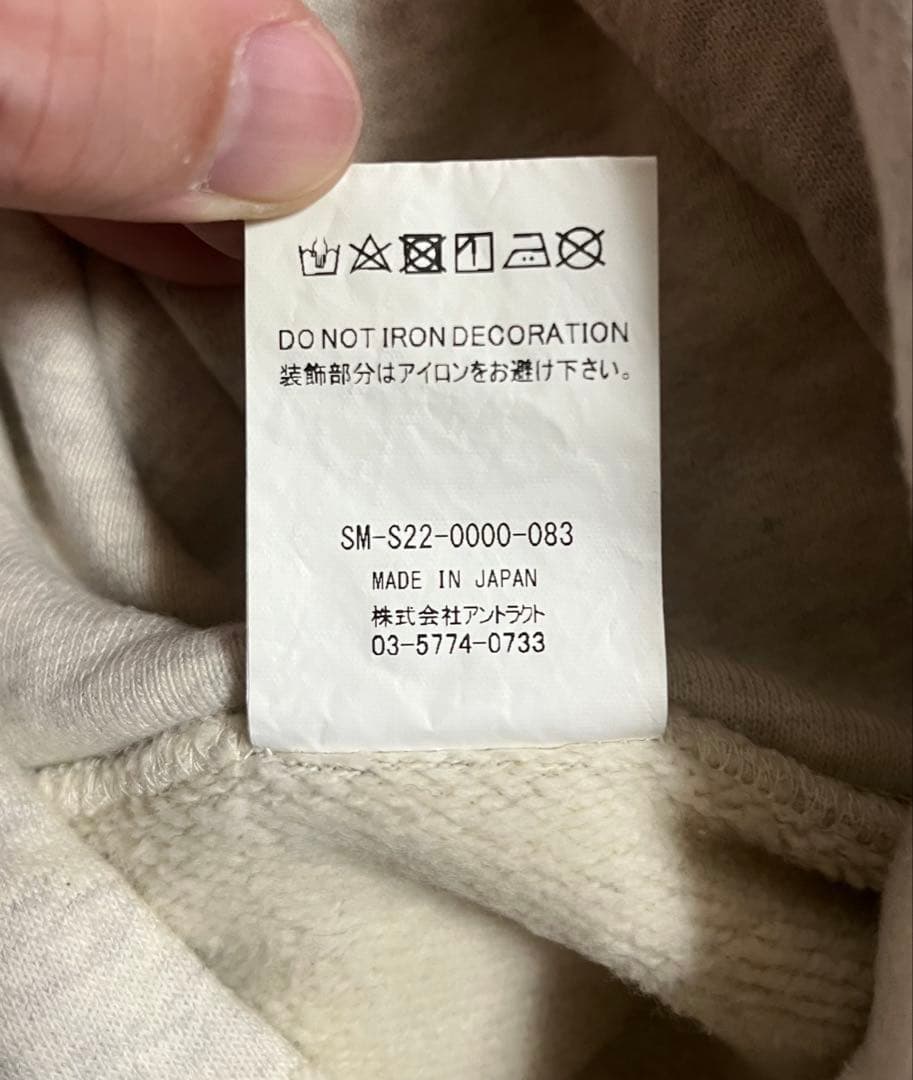 DO NOT IRON DECORATION
装飾部分はアイロンをお避け下さい。
SM-S22-0000-083
MADE IN JAPAN
株式会社アントラクト
03-5774-0733